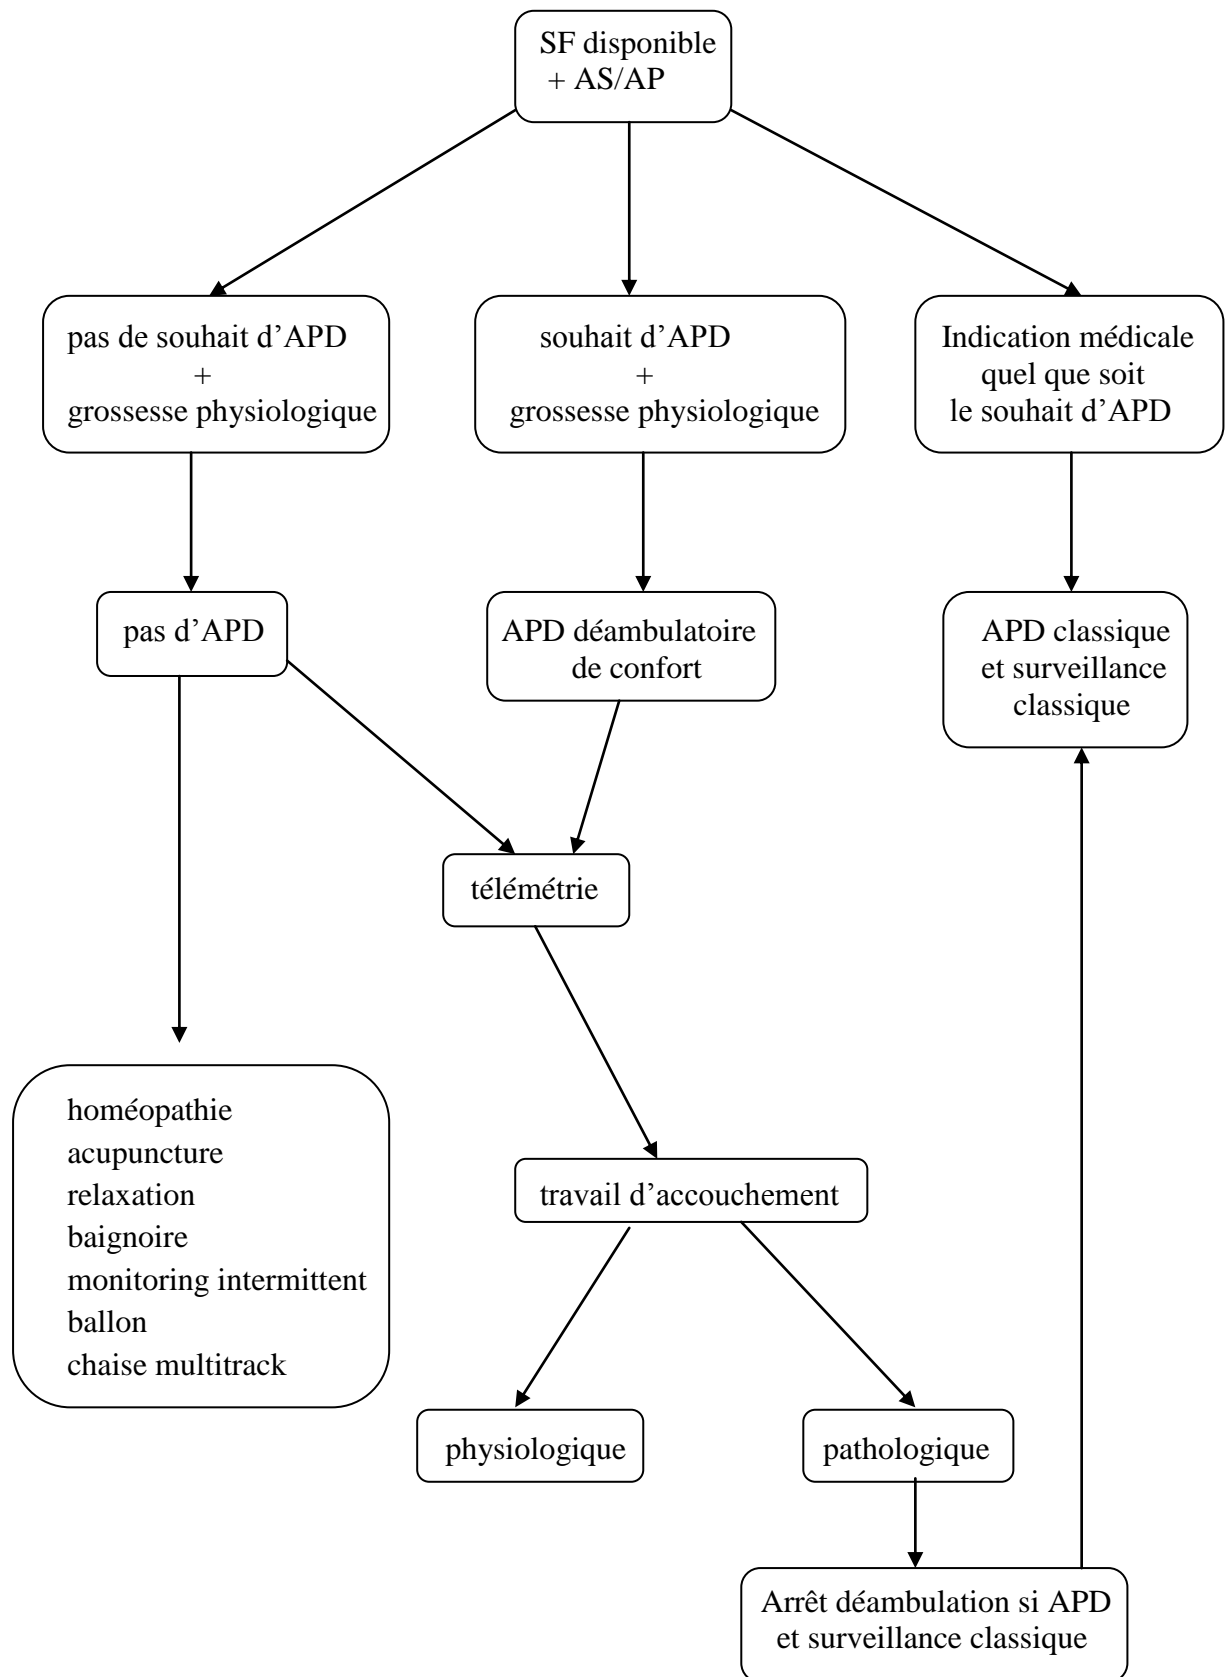 SF disponible
+ AS/AP
pas de souhait d’APD
+
grossesse physiologique
souhait d’APD
+
grossesse physiologique
Indication médicale
quel que soit
le souhait d’APD
pas d’APD
APD déambulatoire
de confort
APD classique
et surveillance
classique
télémétrie
homéopathie
acupuncture
relaxation
baignoire
monitoring intermittent
ballon
chaise multitrack
travail d’accouchement
physiologique
pathologique
Arrêt déambulation si APD
et surveillance classique